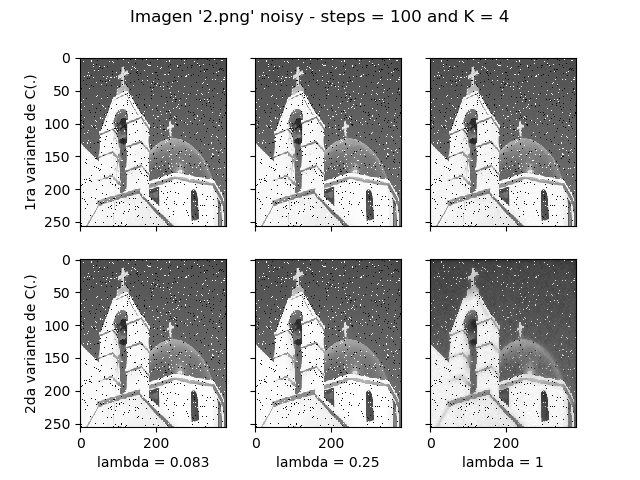 Imagen '2.png' noisy - steps = 100 and K = 4
0
50
100
150
200
250
1ra variante de C(.)
0
50
100
150
200
250
2da variante de C(.)
0 200 0 200 0 200
lambda = 0.083 lambda = 0.25 lambda = 1